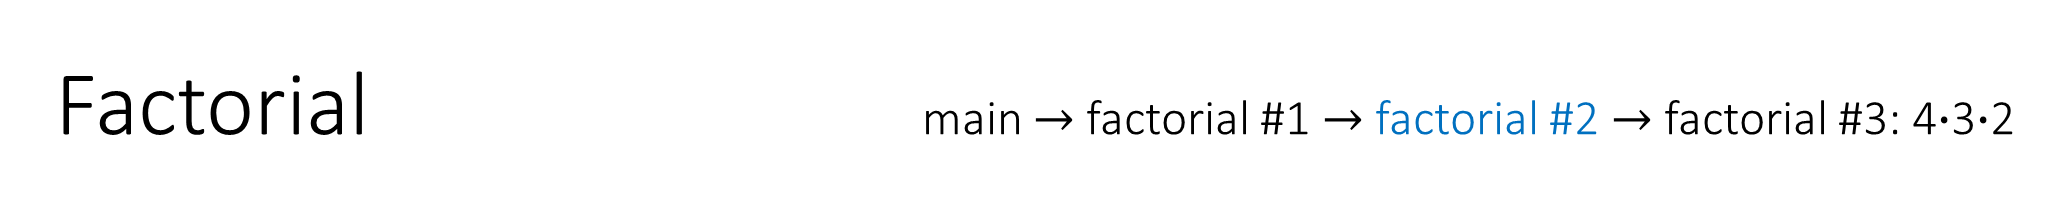 Factorial
main → factorial #1 → factorial #2 → factorial #3: 4·3·2